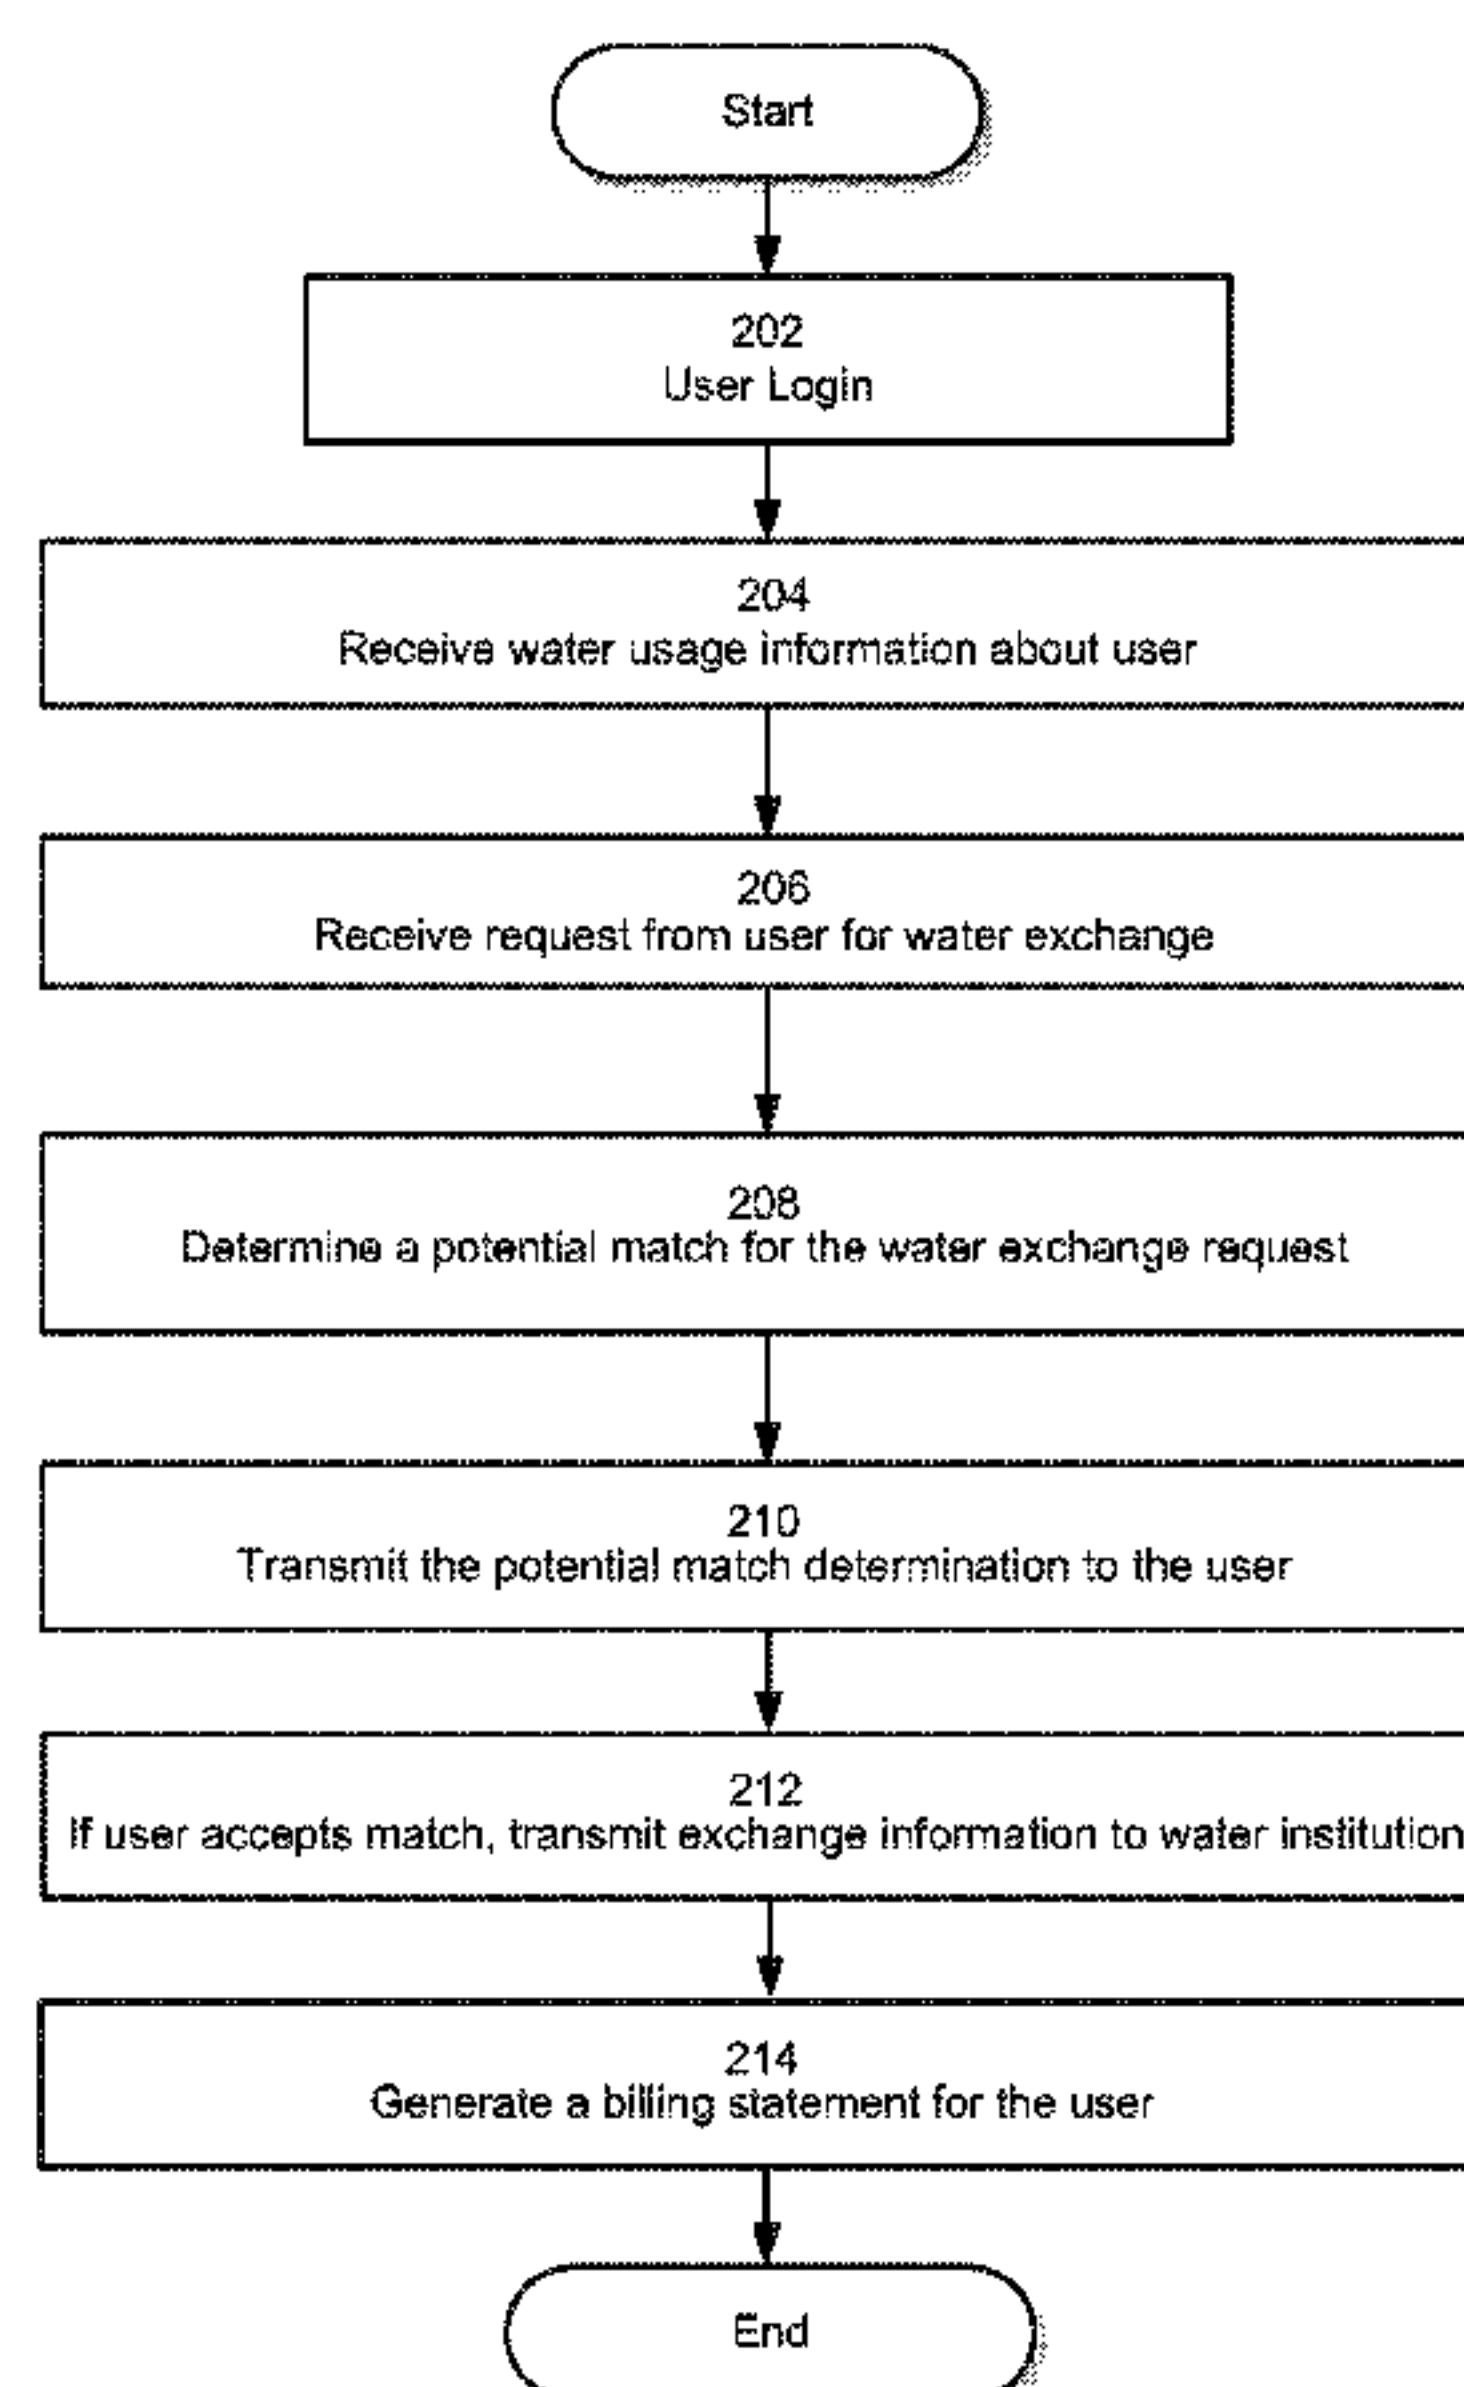 Start
202
User Login
204
Receive water usage information about user
206
Receive request from user for water exchange
208
Determine a potential match for the water exchange request
210
Transmit the potential match determination to the user
212
If user accepts match, transmit exchange information to water institution
214
Generate a billing statement for the user
End